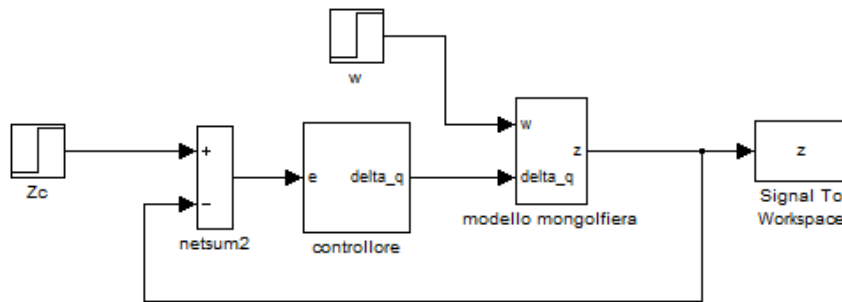 w
Zc
+
−
netsum2
e
delta_q
controllore
w
z
delta_q
modello mongolfiera
z
Signal To
Workspace